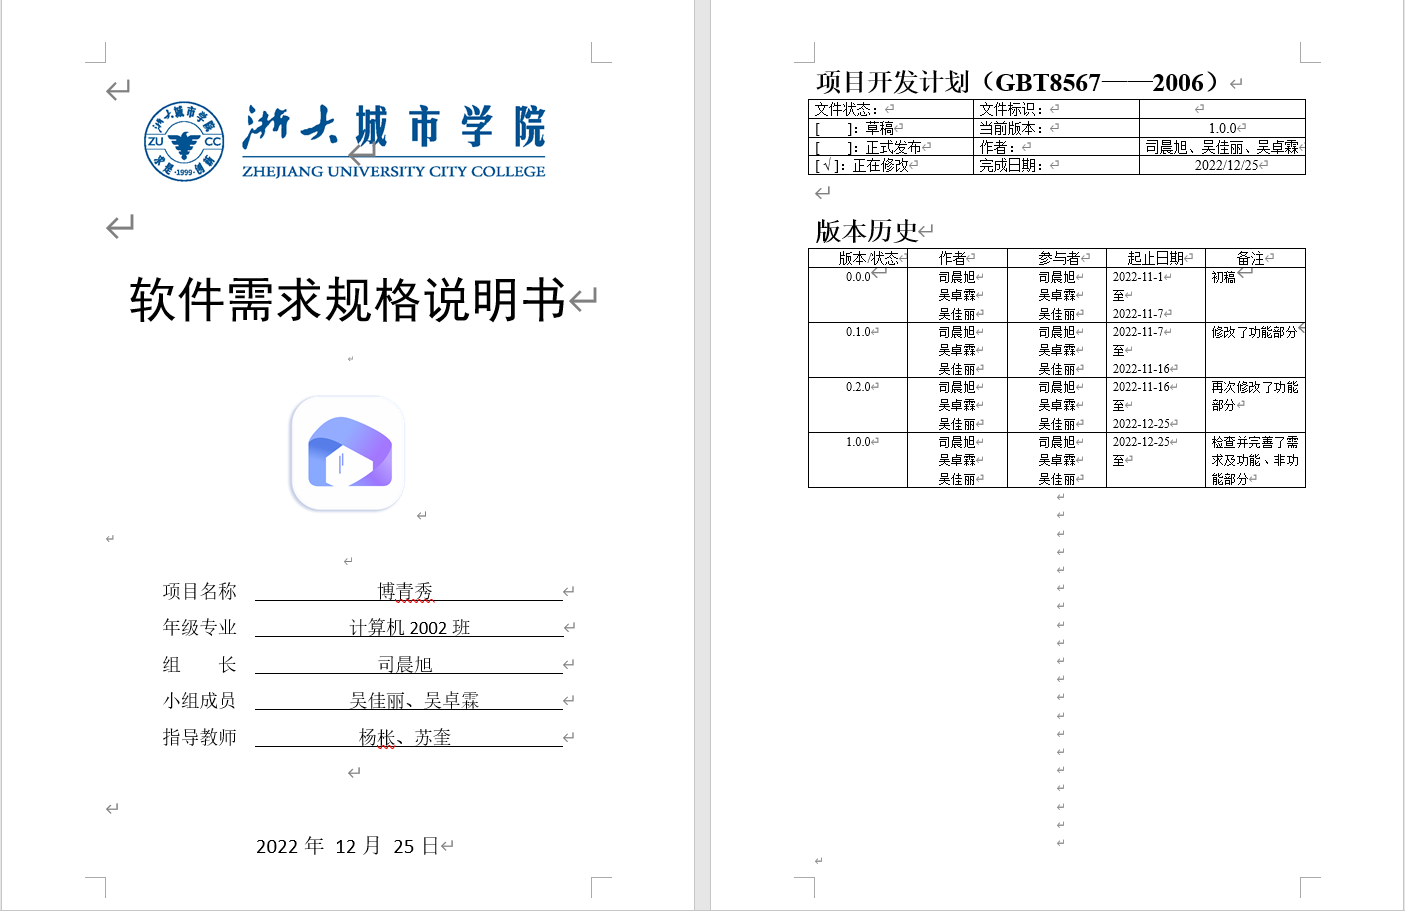 浙大城市学院
ZHEJIANG UNIVERSITY CITY COLLEGE
浙大城市学院
ZU CC
求是·创新
·1999·
软件需求规格说明书
项目名称 博青秀
年级专业 计算机 2002 班
组 长 司晨旭
小组成员 吴佳丽、吴卓霖
指导教师 杨枨、苏奎
2022 年 12 月 25 日
项目开发计划（GBT8567——2006）
文件状态： 文件标识：
[ ]：草稿 当前版本： 1.0.0
[ ]：正式发布 作者： 司晨旭、吴佳丽、吴卓霖
[ √ ]：正在修改 完成日期： 2022/12/25
版本历史
版本/状态 作者 参与者 起止日期 备注
0.0.0 司晨旭 司晨旭 2022-11-1 初稿
吴卓霖 吴卓霖 至
吴佳丽 吴佳丽 2022-11-7
0.1.0 司晨旭 司晨旭 2022-11-7 修改了功能部分
吴卓霖 吴卓霖 至
吴佳丽 吴佳丽 2022-11-16
0.2.0 司晨旭 司晨旭 2022-11-16 再次修改了功能
吴卓霖 吴卓霖 至 部分
吴佳丽 吴佳丽 2022-12-25
1.0.0 司晨旭 司晨旭 2022-12-25 检查并完善了需
吴卓霖 吴卓霖 至 求及功能、非功
吴佳丽 吴佳丽 能部分